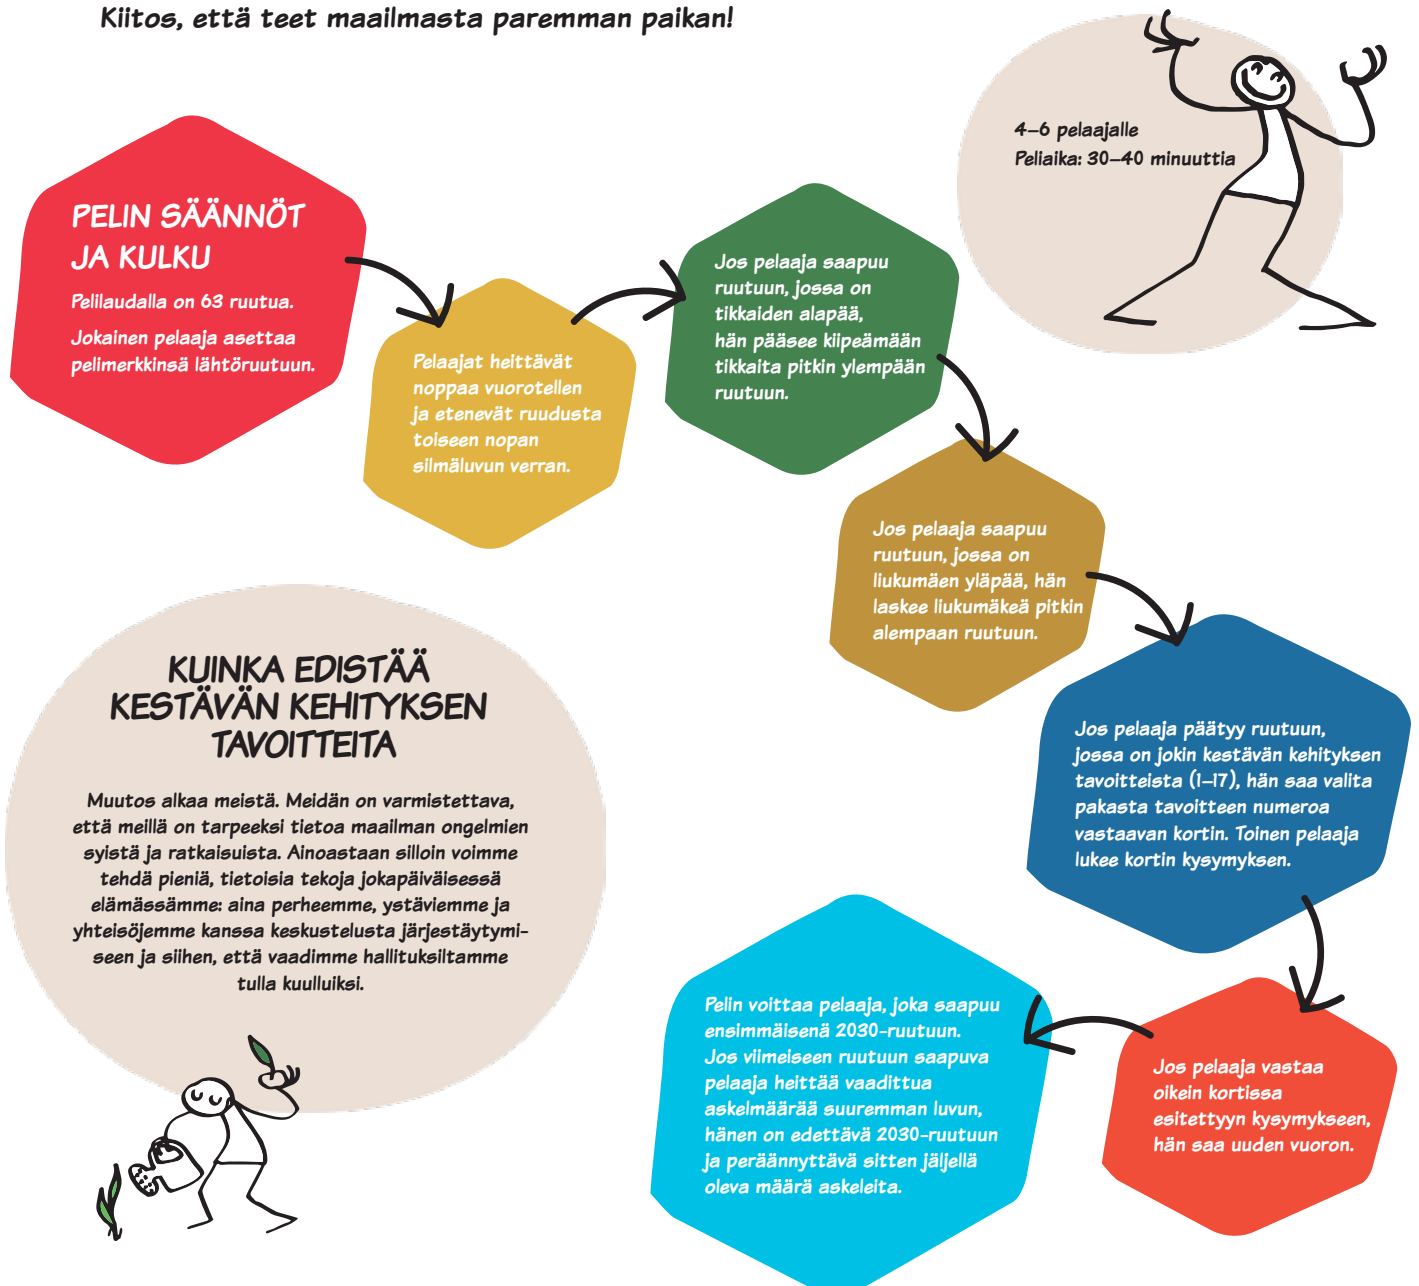 Kiitos, että teet maailmasta paremman paikan!
4–6 pelaajalle
Peliaika: 30–40 minuuttia
PELIN SÄÄNNÖT
JA KULKU
Pelilaudalla on 63 ruutua.
Jokainen pelaaja asettaa
pelimerkkinsä lähtöruutuun.
Pelaajat heittävät
noppaa vuorotellen
ja etenevät ruudusta
toiseen nopan
silmäluvun verran.
Jos pelaaja saapuu
ruutuun, jossa on
tikkaiden alapää,
hän pääsee kiipeämään
tikkaita pitkin ylempään
ruutuun.
Jos pelaaja saapuu
ruutuun, jossa on
liukumäen yläpää, hän
laskee liukumäkeä pitkin
alempaan ruutuun.
Jos pelaaja päätyy ruutuun,
jossa on jokin kestävän kehityksen
tavoitteista (1–17), hän saa valita
pakasta tavoitteen numeroa
vastaavan kortin. Toinen pelaaja
lukee kortin kysymyksen.
Jos pelaaja vastaa
oikein kortissa
esitettyyn kysymykseen,
hän saa uuden vuoron.
Pelin voittaa pelaaja, joka saapuu
ensimmäisenä 2030-ruutuun.
Jos viimeiseen ruutuun saapuva
pelaaja heittää vaadittua
askelmäärää suuremman luvun,
hänen on edettävä 2030-ruutuun
ja peräännyttävä sitten jäljellä
oleva määrä askeleita.
KUINKA EDISTÄÄ
KESTÄVÄN KEHITYKSEN
TAVOITTEITA
Muutos alkaa meistä. Meidän on varmistettava,
että meillä on tarpeeksi tietoa maailman ongelmien
syistä ja ratkaisuista. Ainoastaan silloin voimme
tehdä pieniä, tietoisia tekoja jokapäiväisessä
elämässämme: aina perheemme, ystäviemme ja
yhteisöjemme kanssa keskustelusta järjestäytymi-
seen ja siihen, että vaadimme hallituksiltamme
tulla kuulluiksi.